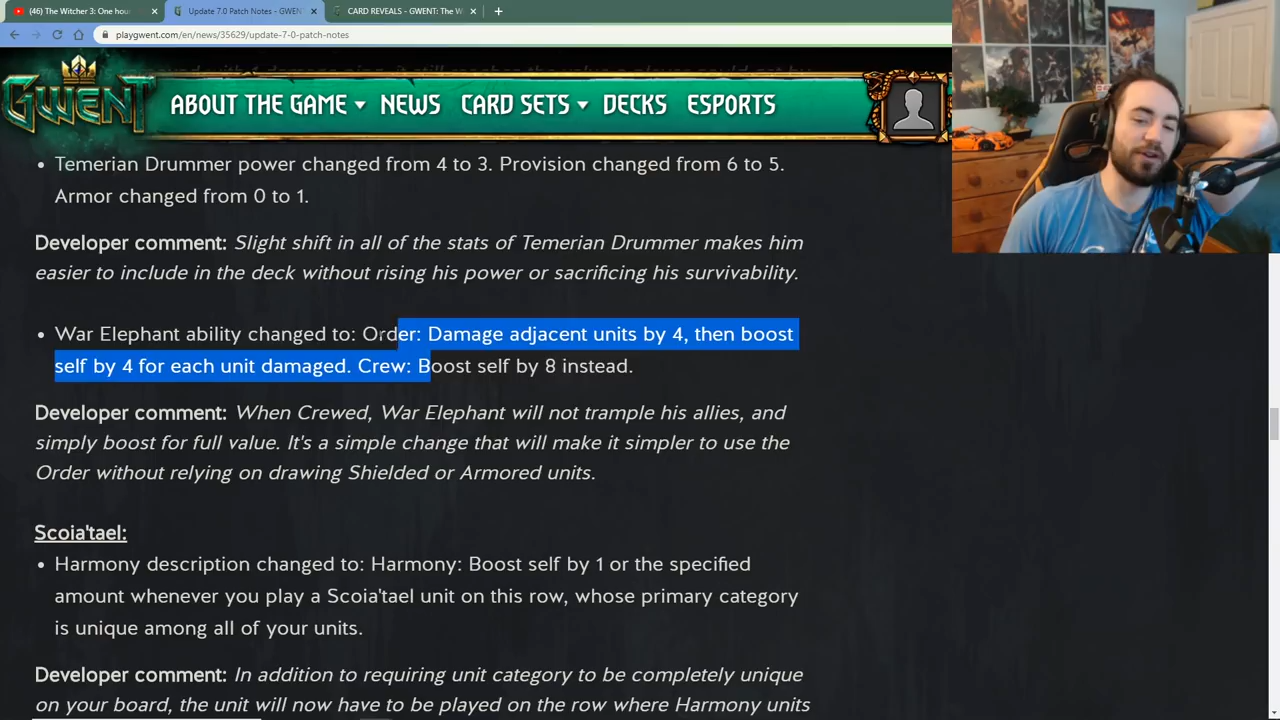 (46) The Witcher 3: One hou
Update 7.0 Patch Notes - GWENT
CARD REVEALS - GWENT: The W
playgwent.com/en/news/35629/update-7-0-patch-notes
GWENT
ABOUT THE GAME NEWS CARD SETS DECKS ESPORTS
• Temerian Drummer power changed from 4 to 3. Provision changed from 6 to 5.
Armor changed from 0 to 1.
Developer comment: Slight shift in all of the stats of Temerian Drummer makes him
easier to include in the deck without rising his power or sacrificing his survivability.
• War Elephant ability changed to: Order: Damage adjacent units by 4, then boost
self by 4 for each unit damaged. Crew: Boost self by 8 instead.
Developer comment: When Crewed, War Elephant will not trample his allies, and
simply boost for full value. It's a simple change that will make it simpler to use the
Order without relying on drawing Shielded or Armored units.
Scoia'tael:
• Harmony description changed to: Harmony: Boost self by 1 or the specified
amount whenever you play a Scoia'tael unit on this row, whose primary category
is unique among all of your units.
Developer comment: In addition to requiring unit category to be completely unique
on your board, the unit will now have to be played on the row where Harmony units